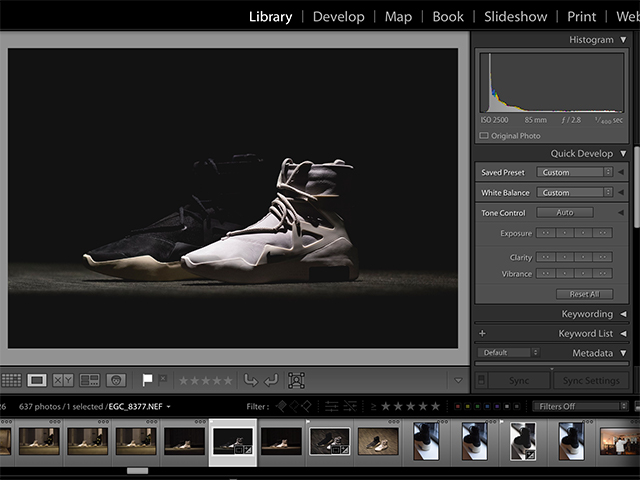 Library | Develop | Map | Book | Slideshow | Print | Web
Histogram
ISO 2500 85 mm ƒ / 2.8 1/400 sec
Original Photo
Quick Develop
Saved Preset Custom
White Balance Custom
Tone Control Auto
Exposure
Clarity
Vibrance
Reset All
Keywording
+ Keyword List
Default Metadata
Sync Sync Settings
26 637 photos / 1 selected / EGC_8377.NEF Filter : Filters Off